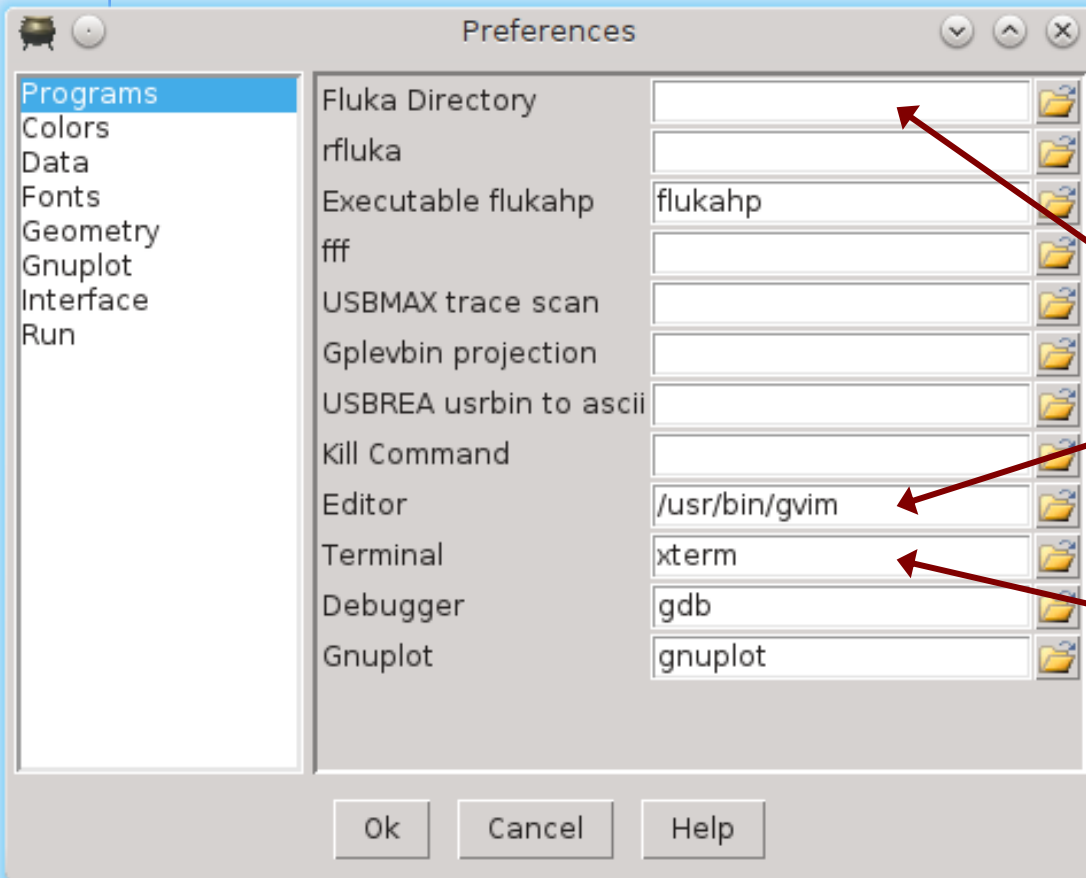 Preferences
Programs
Colors
Data
Fonts
Geometry
Gnuplot
Interface
Run
Fluka Directory
rfluka
Executable flukahp flukahp
fff
USBMAX trace scan
Gplevbin projection
USBREA usrbin to ascii
Kill Command
Editor /usr/bin/gvim
Terminal xterm
Debugger gdb
Gnuplot gnuplot
Ok Cancel Help